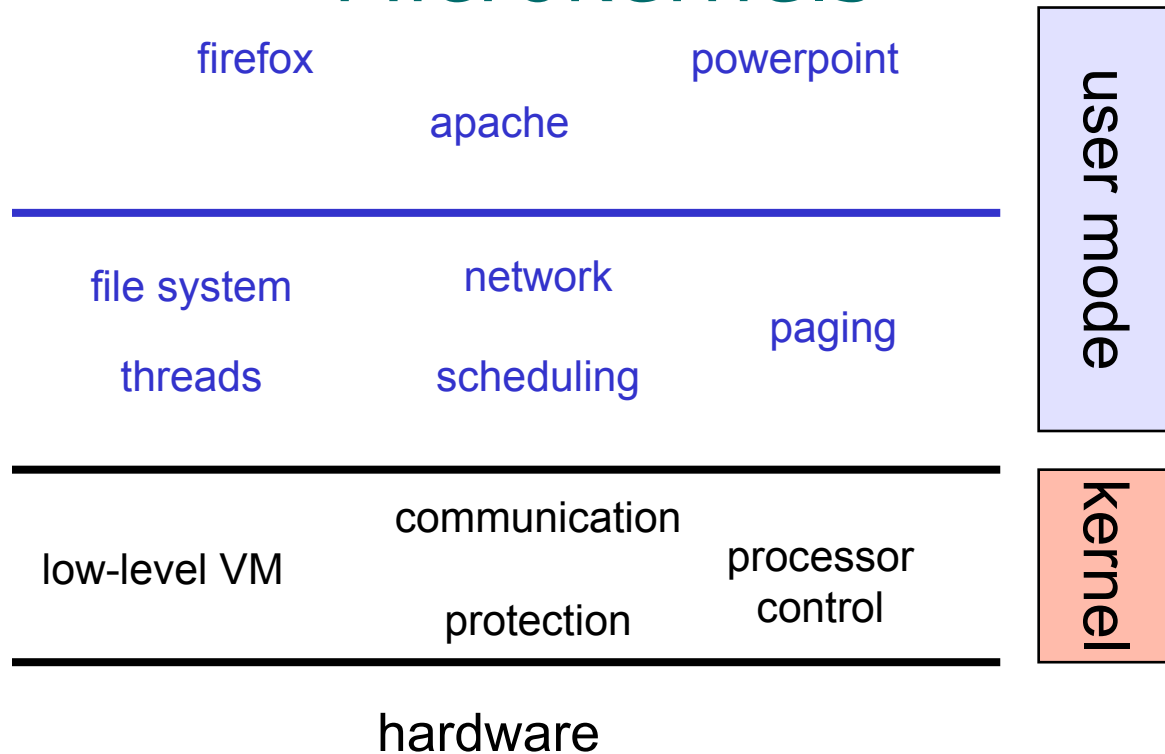 Microkernels
firefox
powerpoint
apache
user mode
file system
network
paging
threads
scheduling
kernel
communication
low-level VM
processor
control
protection
hardware